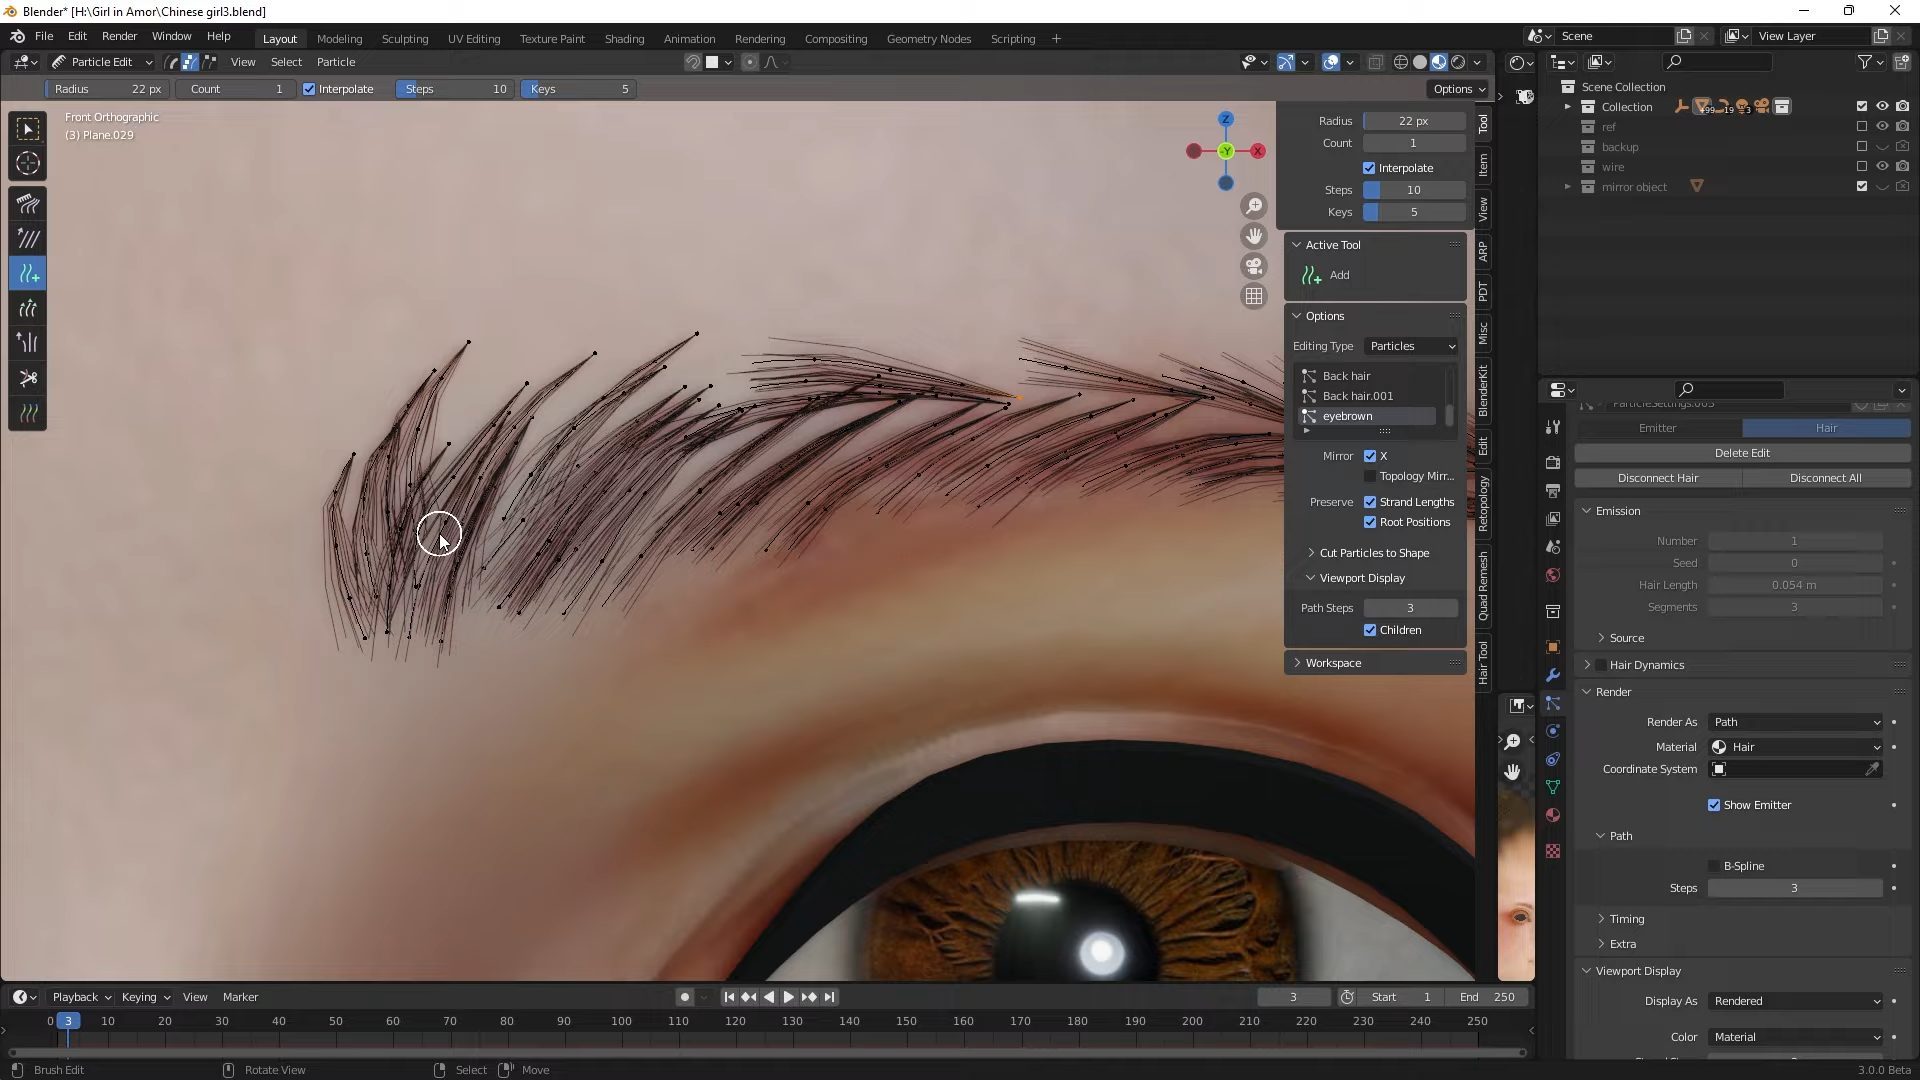 Blender* [H:\Girl in Amor\Chinese girl3.blend]
File Edit Render Window Help Layout Modeling Sculpting UV Editing Texture Paint Shading Animation Rendering Compositing Geometry Nodes Scripting + Scene View Layer
Particle Edit View Select Particle
Radius 22 px Count 1 Interpolate Steps 10 Keys 5 Options
Front Orthographic
(3) Plane.029
Z
-Y
X
Radius 22 px
Count 1
Interpolate
Steps 10
Keys 5
Active Tool
Add
Options
Editing Type Particles
Back hair
Back hair.001
eyebrown
Mirror X
Topology Mirr...
Preserve Strand Lengths
Root Positions
Cut Particles to Shape
Viewport Display
Path Steps 3
Children
Workspace
Tool
Item
View
ARP
PDT
Misc
BlenderKit
Edit
Retopology
Quad Remesh
Hair Tool
Scene Collection
Collection +99 19 3
ref
backup
wire
mirror object
ParticleSettings.003
Emitter Hair
Delete Edit
Disconnect Hair Disconnect All
Emission
Number 1
Seed 0
Hair Length 0.054 m
Segments 3
Source
Hair Dynamics
Render
Render As Path
Material Hair
Coordinate System
Show Emitter
Path
B-Spline
Steps 3
Timing
Extra
Viewport Display
Display As Rendered
Color Material
Playback Keying View Marker 3 Start 1 End 250
0 3 10 20 30 40 50 60 70 80 90 100 110 120 130 140 150 160 170 180 190 200 210 220 230 240 250
Brush Edit Rotate View Select Move 3.0.0 Beta